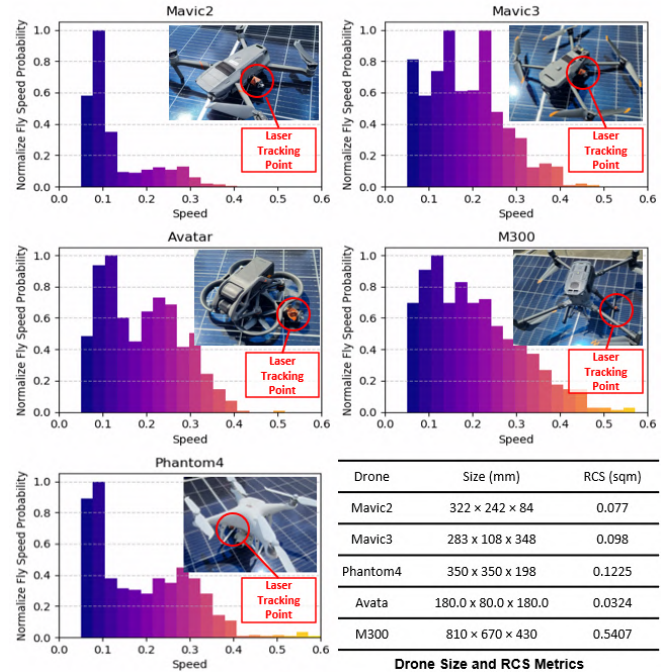 Mavic2
Normalize Fly Speed Probability
1.0
0.8
0.6
0.4
0.2
0.0
0.0 0.1 0.2 0.3 0.4 0.5 0.6
Speed
Laser
Tracking
Point
Mavic3
Normalize Fly Speed Probability
1.0
0.8
0.6
0.4
0.2
0.0
0.0 0.1 0.2 0.3 0.4 0.5 0.6
Speed
Laser
Tracking
Point
Avatar
Normalize Fly Speed Probability
1.0
0.8
0.6
0.4
0.2
0.0
0.0 0.1 0.2 0.3 0.4 0.5 0.6
Speed
Laser
Tracking
Point
M300
Normalize Fly Speed Probability
1.0
0.8
0.6
0.4
0.2
0.0
0.0 0.1 0.2 0.3 0.4 0.5 0.6
Speed
Laser
Tracking
Point
Phantom4
Normalize Fly Speed Probability
1.0
0.8
0.6
0.4
0.2
0.0
0.0 0.1 0.2 0.3 0.4 0.5 0.6
Speed
Laser
Tracking
Point
Drone Size (mm) RCS (sqm)
Mavic2 322 × 242 × 84 0.077
Mavic3 283 x 108 x 348 0.098
Phantom4 350 x 350 x 198 0.1225
Avata 180.0 x 80.0 x 180.0 0.0324
M300 810 × 670 × 430 0.5407
Drone Size and RCS Metrics